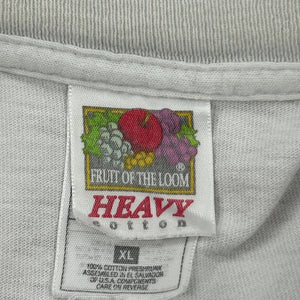 FRUIT OF THE LOOM
®
HEAVY
Cotton
XL
100% COTTON PRESHRUNK
ASSEMBLED IN EL SALVADOR
OF U.S.A. COMPONENTS
CARE ON REVERSE